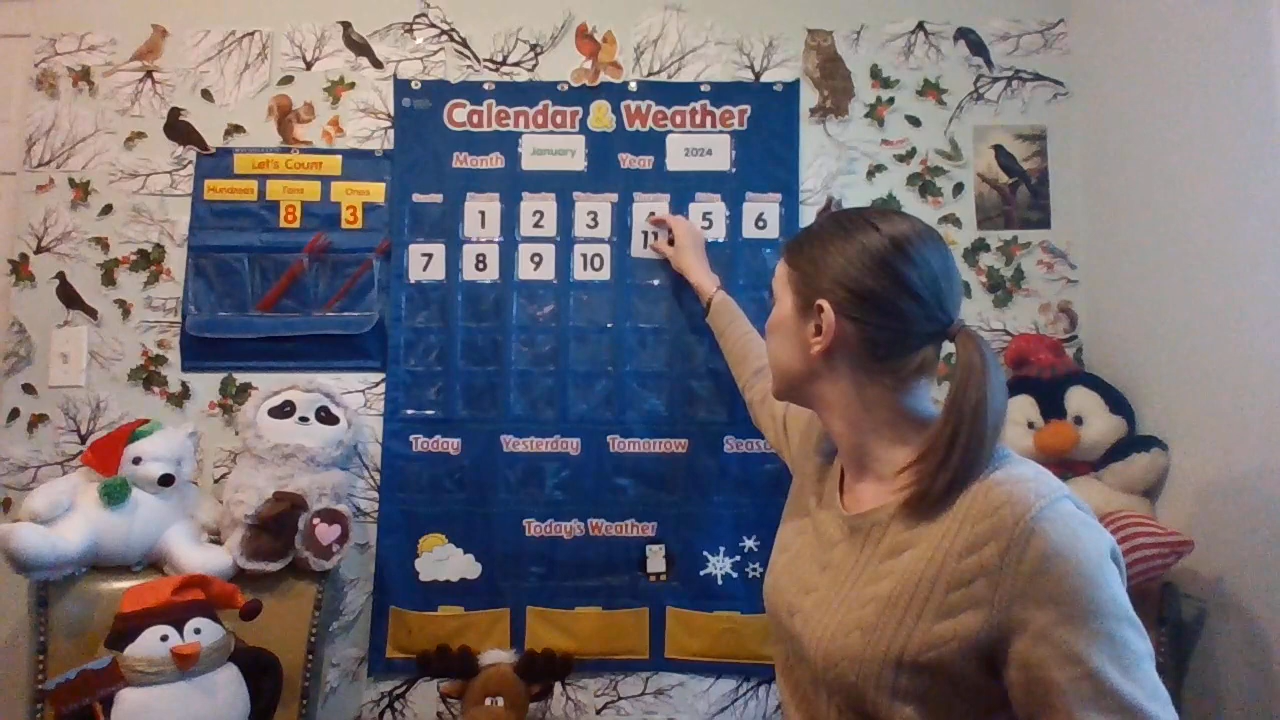 Calendar & Weather
Month January Year 2024
Let's Count
Hundreds Tens Ones
8 3
1 2 3 4 5 6
7 8 9 10 11
Today Yesterday Tomorrow
Today's Weather